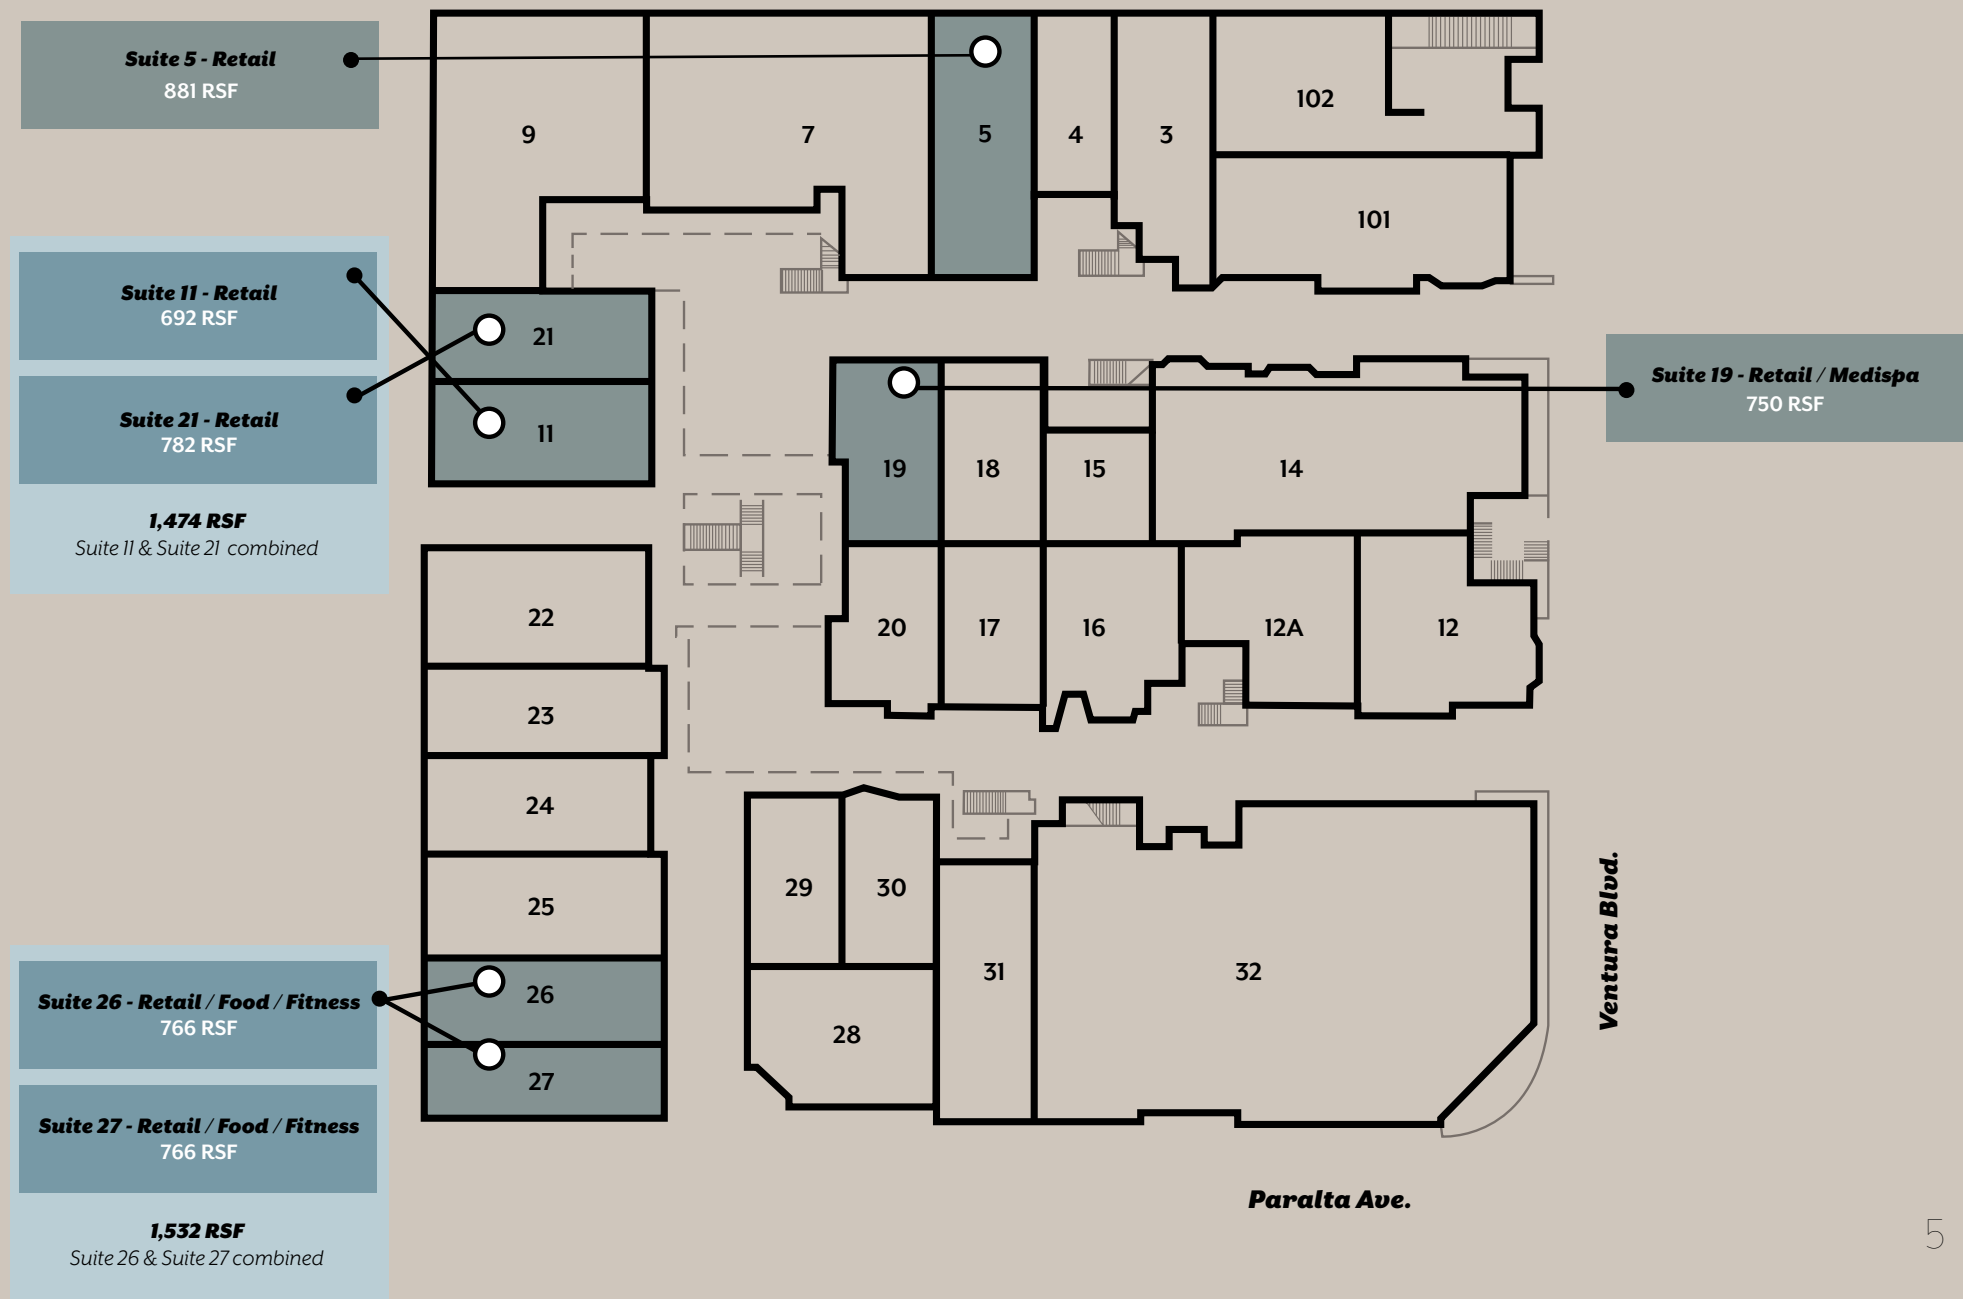 Suite 5 - Retail
881 RSF
Suite 11 - Retail
692 RSF
Suite 21 - Retail
782 RSF
1,474 RSF
Suite 11 & Suite 21 combined
Suite 26 - Retail / Food / Fitness
766 RSF
Suite 27 - Retail / Food / Fitness
766 RSF
1,532 RSF
Suite 26 & Suite 27 combined
9
7
5
4
3
102
101
21
11
19
18
15
14
22
20
17
16
12A
12
23
24
25
26
27
29
30
31
32
28
Suite 19 - Retail / Medispa
750 RSF
Ventura Blvd.
Paralta Ave.
5